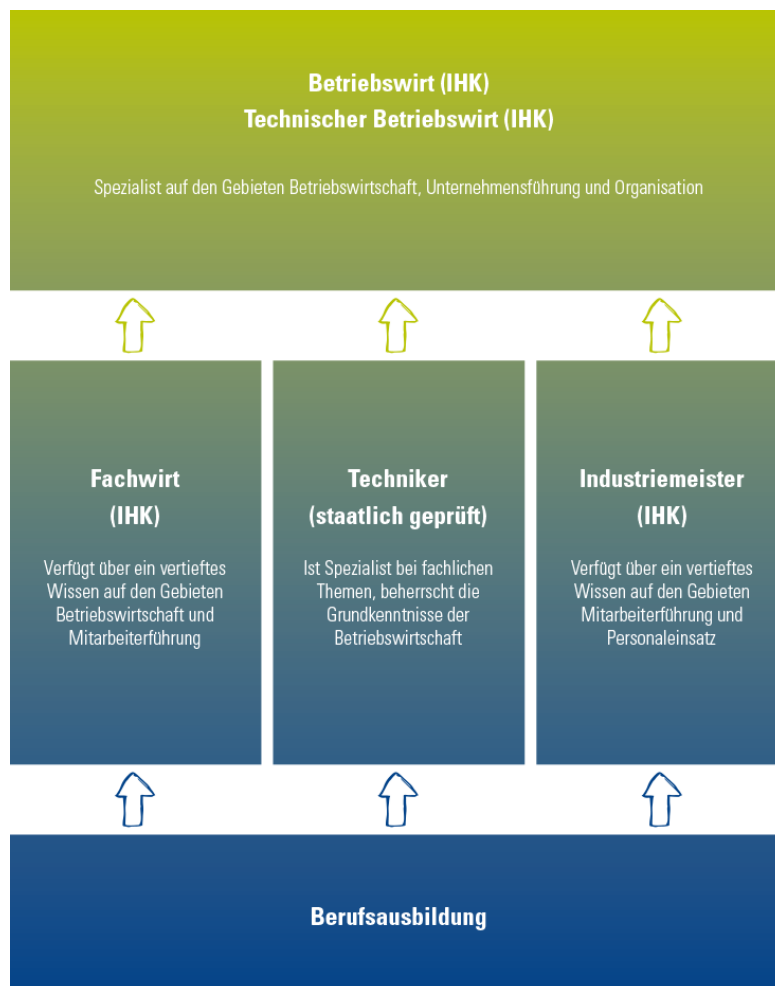 Betriebswirt (IHK)
Technischer Betriebswirt (IHK)
Spezialist auf den Gebieten Betriebswirtschaft, Unternehmensführung und Organisation
Fachwirt
(IHK)
Verfügt über ein vertieftes
Wissen auf den Gebieten
Betriebswirtschaft und
Mitarbeiterführung
Techniker
(staatlich geprüft)
Ist Spezialist bei fachlichen
Themen, beherrscht die
Grundkenntnisse der
Betriebswirtschaft
Industriemeister
(IHK)
Verfügt über ein vertieftes
Wissen auf den Gebieten
Mitarbeiterführung und
Personaleinsatz
Berufsausbildung